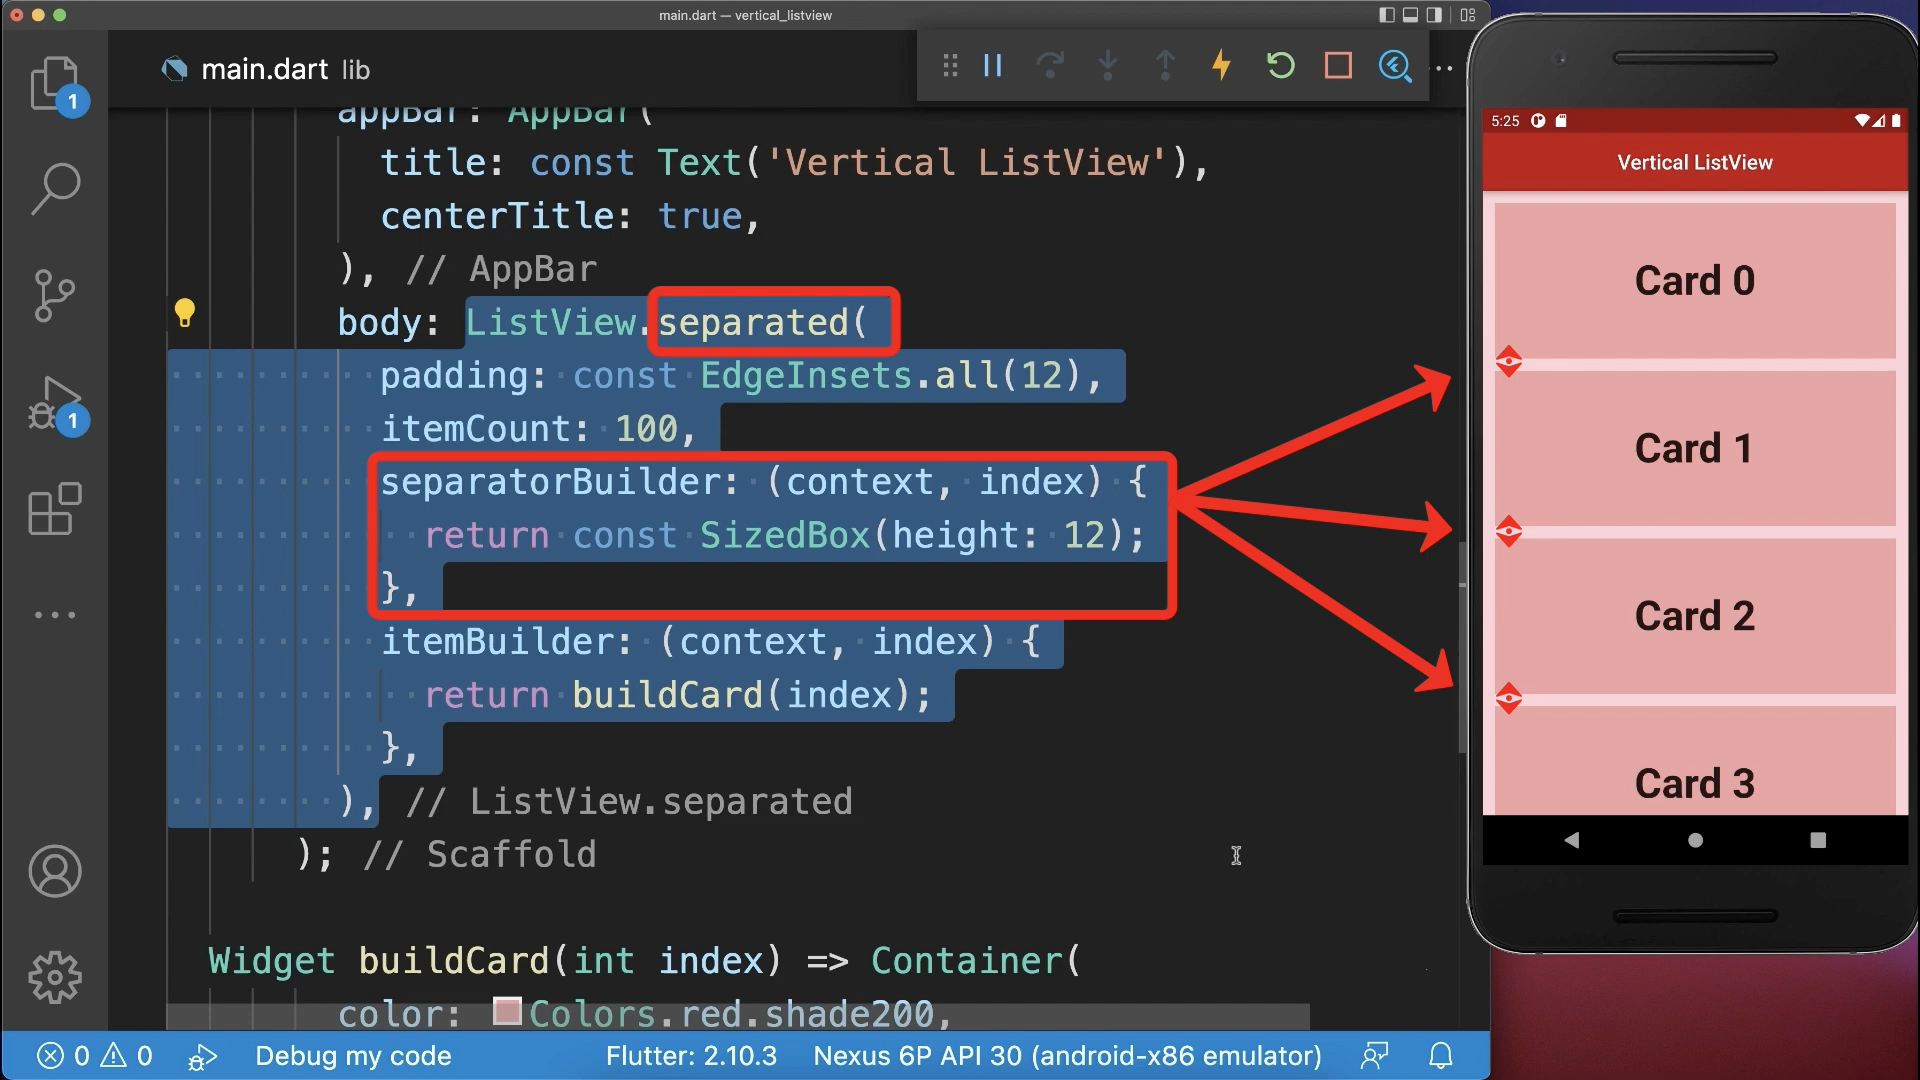 main.dart — vertical_listview
main.dart lib
appBar: AppBar(
title: const Text('Vertical ListView'),
centerTitle: true,
), // AppBar
body: ListView.separated(
padding: const EdgeInsets.all(12),
itemCount: 100,
separatorBuilder: (context, index) {
return const SizedBox(height: 12);
},
itemBuilder: (context, index) {
return buildCard(index);
},
), // ListView.separated
); // Scaffold
Widget buildCard(int index) => Container(
color: Colors.red.shade200,
1
1
0 0 Debug my code Flutter: 2.10.3 Nexus 6P API 30 (android-x86 emulator)
5:25
Vertical ListView
Card 0
Card 1
Card 2
Card 3